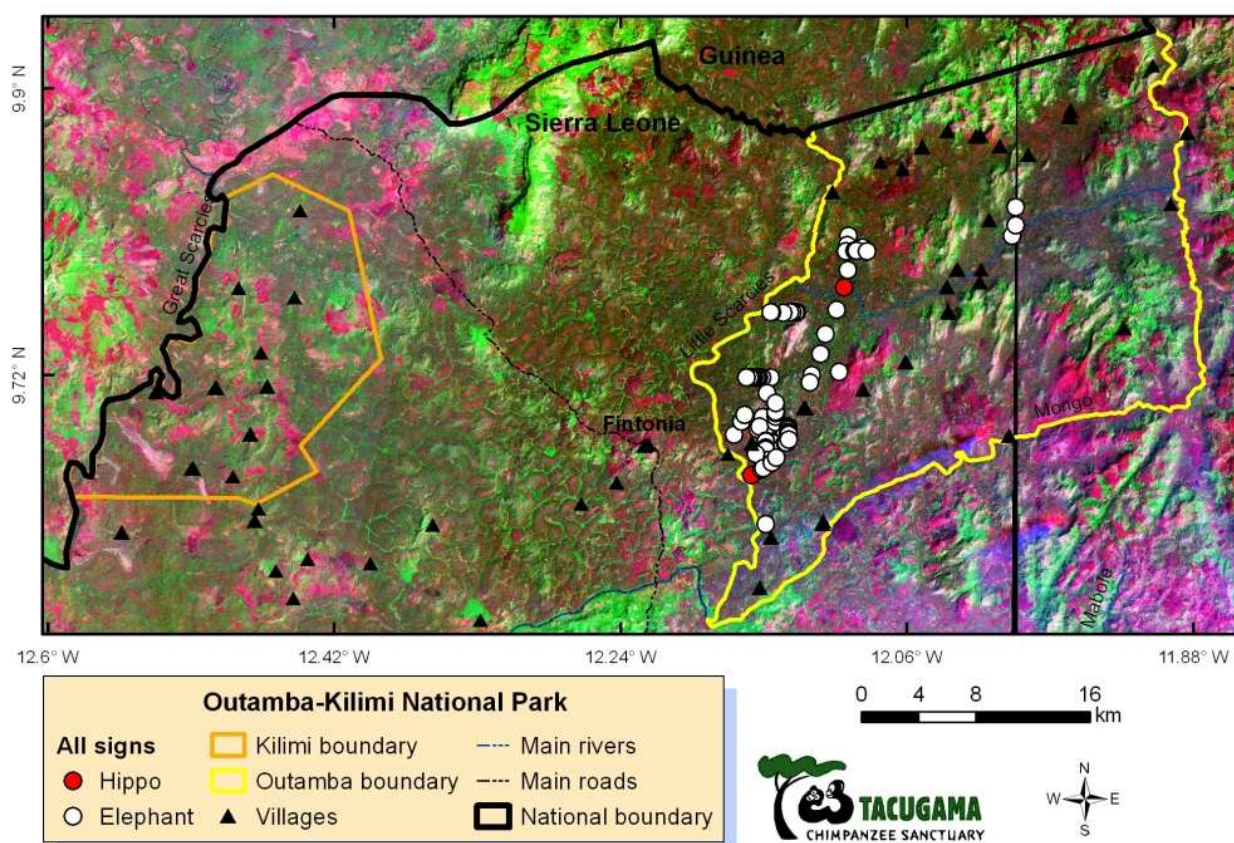 Guinea
9.9° N
Sierra Leone
Great Scarcies
Little Scarcies
9.72° N
Mongo
Fintonia
Mabole
12.6° W
12.42° W
12.24° W
12.06° W
11.88° W
Outamba-Kilimi National Park
All signs
Hippo
Elephant
Kilimi boundary
Outamba boundary
Villages
Main rivers
Main roads
National boundary
0 4 8 16
km
TACUGAMA
CHIMPANZEE SANCTUARY
N
W E
S